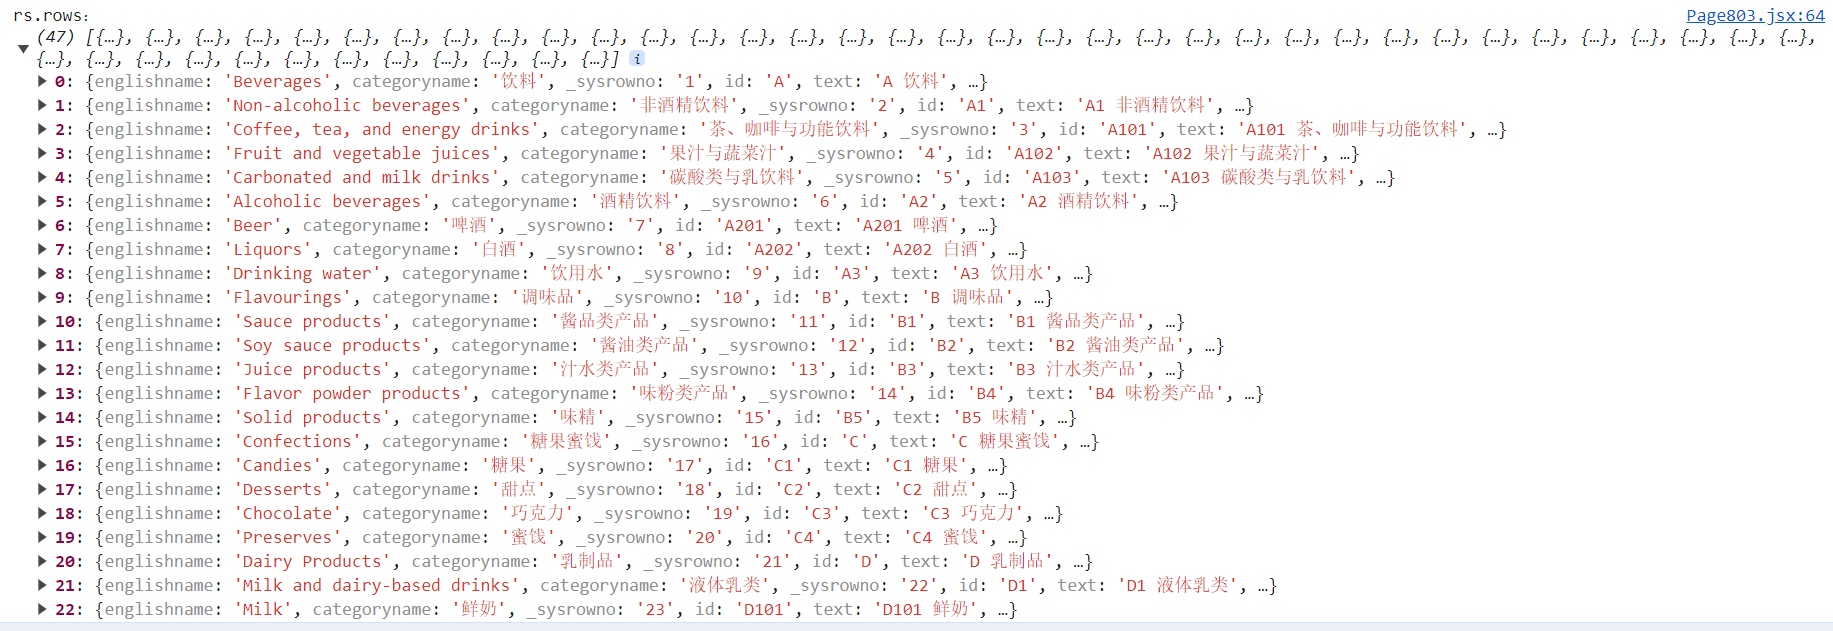 rs.rows: Page803.jsx:64
(47) [{…}, {…}, {…}, {…}, {…}, {…}, {…}, {…}, {…}, {…}, {…}, {…}, {…}, {…}, {…}, {…}, {…}, {…}, {…}, {…}, {…}, {…}, {…}, {…}, {…}, {…}, {…}, {…}, {…}, {…}, {…}, {…}, {…}, {…}, {…},
{…}, {…}, {…}, {…}, {…}, {…}, {…}, {…}, {…}, {…}, {…}, {…}] i
0: {englishname: 'Beverages', categoryname: '饮料', _sysrowno: '1', id: 'A', text: 'A 饮料', …}
1: {englishname: 'Non-alcoholic beverages', categoryname: '非酒精饮料', _sysrowno: '2', id: 'A1', text: 'A1 非酒精饮料', …}
2: {englishname: 'Coffee, tea, and energy drinks', categoryname: '茶、咖啡与功能饮料', _sysrowno: '3', id: 'A101', text: 'A101 茶、咖啡与功能饮料', …}
3: {englishname: 'Fruit and vegetable juices', categoryname: '果汁与蔬菜汁', _sysrowno: '4', id: 'A102', text: 'A102 果汁与蔬菜汁', …}
4: {englishname: 'Carbonated and milk drinks', categoryname: '碳酸类与乳饮料', _sysrowno: '5', id: 'A103', text: 'A103 碳酸类与乳饮料', …}
5: {englishname: 'Alcoholic beverages', categoryname: '酒精饮料', _sysrowno: '6', id: 'A2', text: 'A2 酒精饮料', …}
6: {englishname: 'Beer', categoryname: '啤酒', _sysrowno: '7', id: 'A201', text: 'A201 啤酒', …}
7: {englishname: 'Liquors', categoryname: '白酒', _sysrowno: '8', id: 'A202', text: 'A202 白酒', …}
8: {englishname: 'Drinking water', categoryname: '饮用水', _sysrowno: '9', id: 'A3', text: 'A3 饮用水', …}
9: {englishname: 'Flavourings', categoryname: '调味品', _sysrowno: '10', id: 'B', text: 'B 调味品', …}
10: {englishname: 'Sauce products', categoryname: '酱品类产品', _sysrowno: '11', id: 'B1', text: 'B1 酱品类产品', …}
11: {englishname: 'Soy sauce products', categoryname: '酱油类产品', _sysrowno: '12', id: 'B2', text: 'B2 酱油类产品', …}
12: {englishname: 'Juice products', categoryname: '汁水类产品', _sysrowno: '13', id: 'B3', text: 'B3 汁水类产品', …}
13: {englishname: 'Flavor powder products', categoryname: '味粉类产品', _sysrowno: '14', id: 'B4', text: 'B4 味粉类产品', …}
14: {englishname: 'Solid products', categoryname: '味精', _sysrowno: '15', id: 'B5', text: 'B5 味精', …}
15: {englishname: 'Confections', categoryname: '糖果蜜饯', _sysrowno: '16', id: 'C', text: 'C 糖果蜜饯', …}
16: {englishname: 'Candies', categoryname: '糖果', _sysrowno: '17', id: 'C1', text: 'C1 糖果', …}
17: {englishname: 'Desserts', categoryname: '甜点', _sysrowno: '18', id: 'C2', text: 'C2 甜点', …}
18: {englishname: 'Chocolate', categoryname: '巧克力', _sysrowno: '19', id: 'C3', text: 'C3 巧克力', …}
19: {englishname: 'Preserves', categoryname: '蜜饯', _sysrowno: '20', id: 'C4', text: 'C4 蜜饯', …}
20: {englishname: 'Dairy Products', categoryname: '乳制品', _sysrowno: '21', id: 'D', text: 'D 乳制品', …}
21: {englishname: 'Milk and dairy-based drinks', categoryname: '液体乳类', _sysrowno: '22', id: 'D1', text: 'D1 液体乳类', …}
22: {englishname: 'Milk', categoryname: '鲜奶', _sysrowno: '23', id: 'D101', text: 'D101 鲜奶', …}